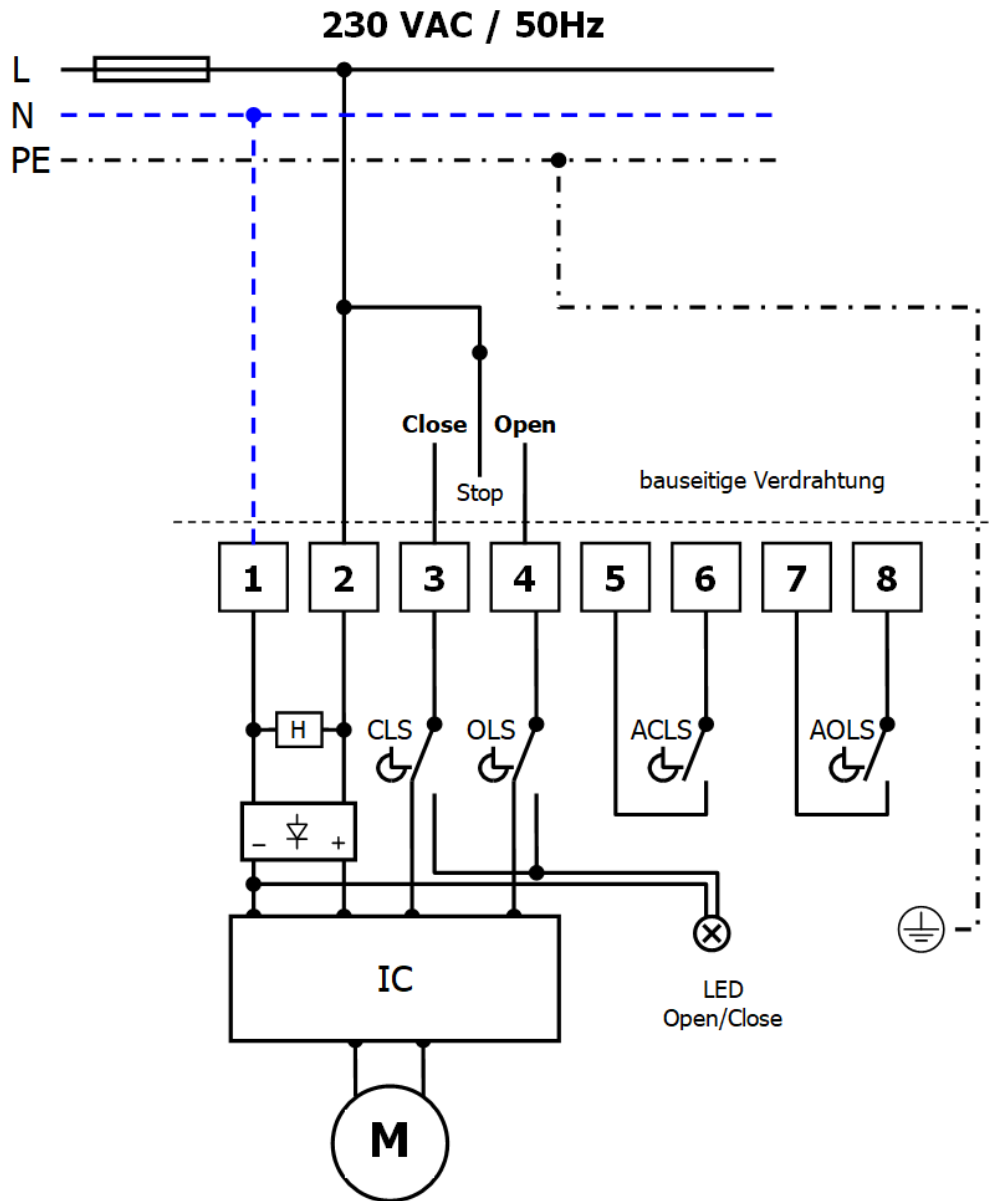 230 VAC / 50Hz
L
N
PE
Close Open
Stop
bauseitige Verdrahtung
1 2 3 4 5 6 7 8
H CLS OLS ACLS AOLS
– +
IC
LED
Open/Close
M